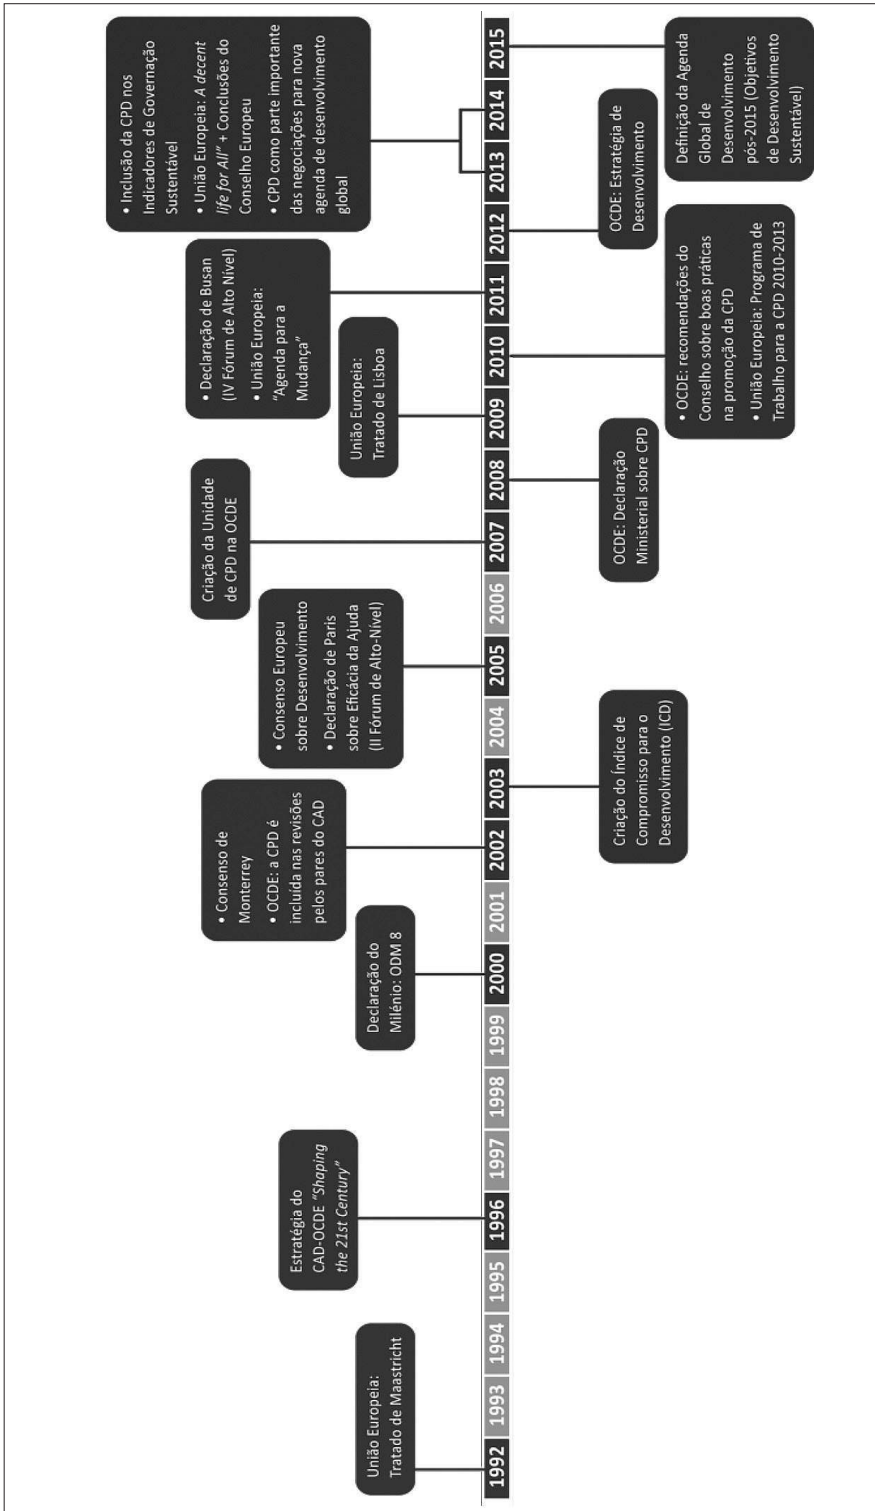 União Europeia:
Tratado de Maastricht
Estratégia do
CAD-OCDE "Shaping
the 21st Century"
Declaração do
Milénio: ODM 8
• Consenso de
Monterrey
• OCDE: a CPD é
incluída nas revisões
pelos pares do CAD
• Consenso Europeu
sobre Desenvolvimento
• Declaração de Paris
sobre Eficácia da Ajuda
(II Fórum de Alto-Nível)
Criação da Unidade
de CPD na OCDE
União Europeia:
Tratado de Lisboa
• Declaração de Busan
(IV Fórum de Alto Nível)
• União Europeia:
“Agenda para a
Mudança”
• Inclusão da CPD nos
Indicadores de Governação
Sustentável
• União Europeia: A decent
life for All" + Conclusões do
Conselho Europeu
• CPD como parte importante
das negociações para nova
agenda de desenvolvimento
global
1992 1993 1994 1995 1996 1997 1998 1999 2000 2001 2002 2003 2004 2005 2006 2007 2008 2009 2010 2011 2012 2013 2014 2015
Criação do Índice de
Compromisso para o
Desenvolvimento (ICD)
OCDE: Declaração
Ministerial sobre CPD
• OCDE: recomendações do
Conselho sobre boas práticas
na promoção da CPD
• União Europeia: Programa de
Trabalho para a CPD 2010-2013
OCDE: Estratégia de
Desenvolvimento
Definição da Agenda
Global de
Desenvolvimento
pós-2015 (Objetivos
de Desenvolvimento
Sustentável)